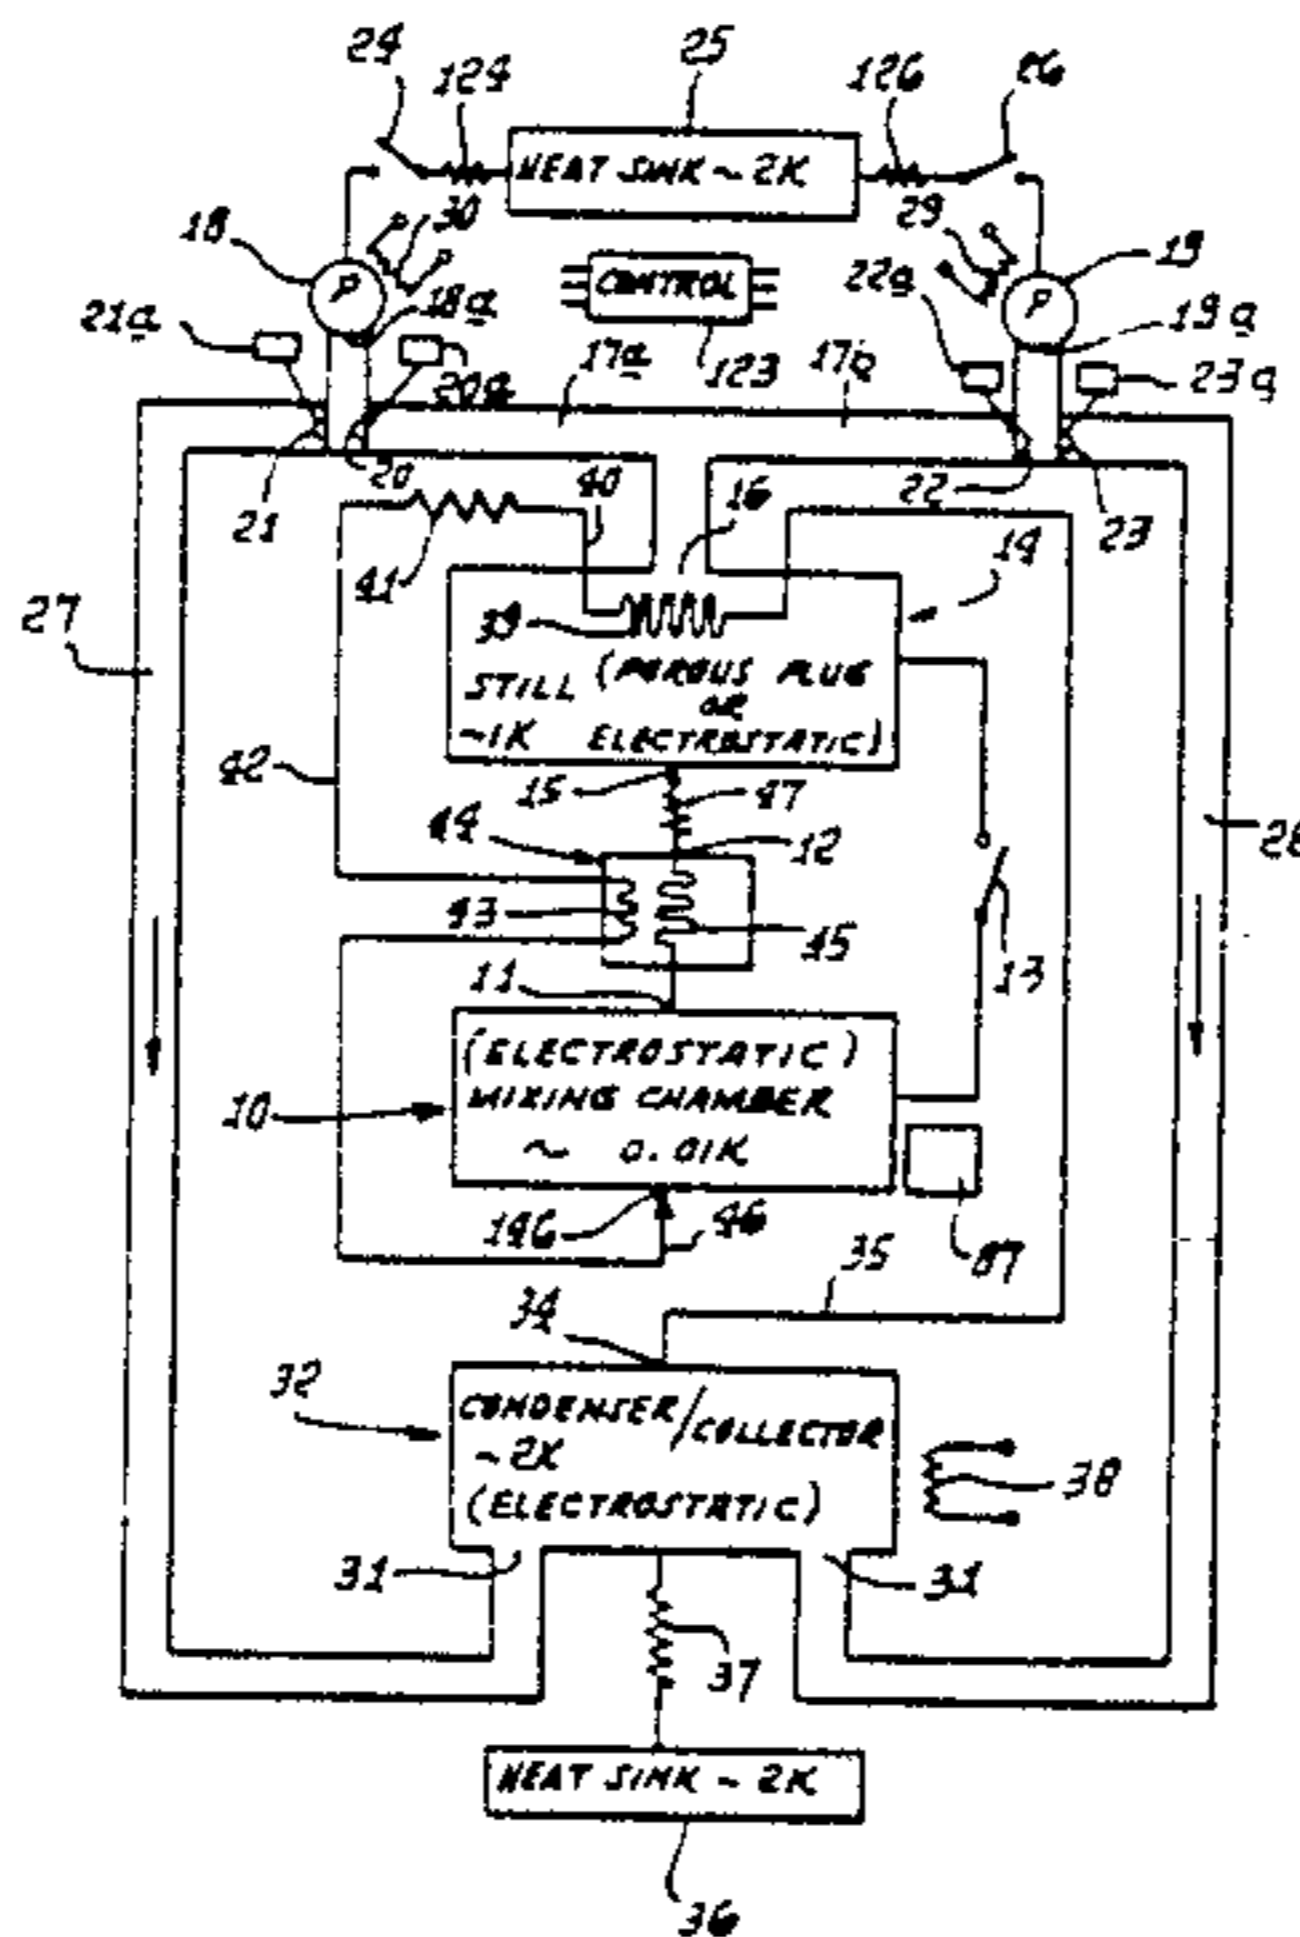 24
124
25
126
26
HEAT SINK ~ 2K
30
29
18
P
18a
CONTROL
22a
P
19
19a
21a
20a
17a
123
17b
23a
21
20
40
16
22
23
41
14
27
39
STILL (POROUS PLUG
OR
~1K ELECTROSTATIC)
42
15
47
44
12
28
43
45
13
11
(ELECTROSTATIC)
MIXING CHAMBER
~ 0.01K
10
146
46
87
35
34
32
CONDENSER/COLLECTOR
~2K
(ELECTROSTATIC)
38
31
31
37
HEAT SINK ~ 2K
36